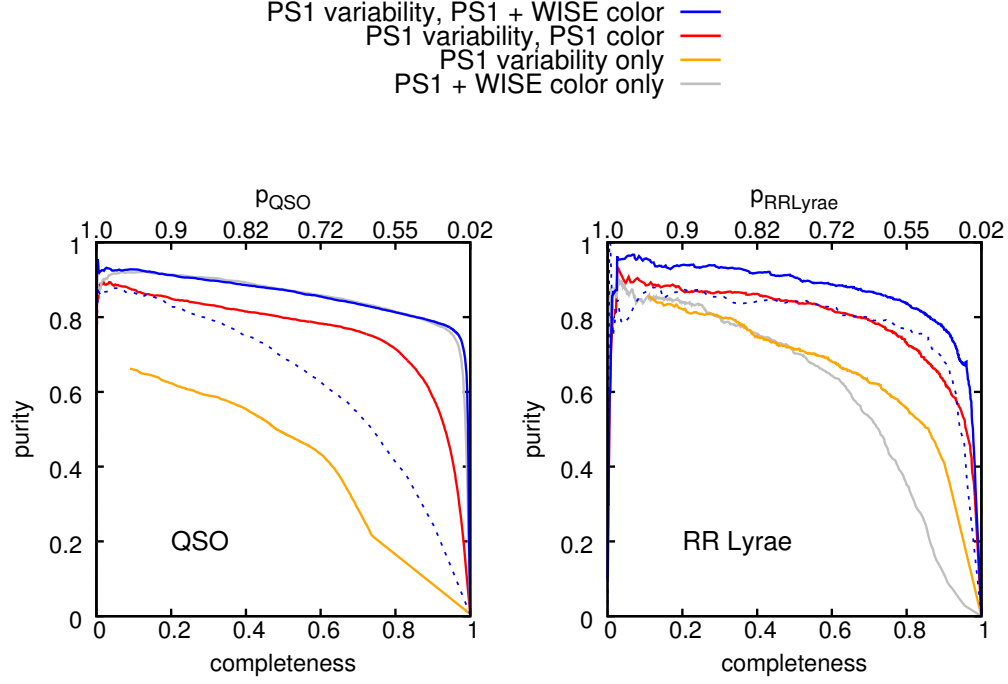 PS1 variability, PS1 + WISE color
PS1 variability, PS1 color
PS1 variability only
PS1 + WISE color only
pQSO
1.0 0.9 0.82 0.72 0.55 0.02
1
0.8
0.6
0.4
0.2
0
purity
QSO
0 0.2 0.4 0.6 0.8 1
completeness
pRRLyrae
1.0 0.9 0.82 0.72 0.55 0.02
1
0.8
0.6
0.4
0.2
0
purity
RR Lyrae
0 0.2 0.4 0.6 0.8 1
completeness